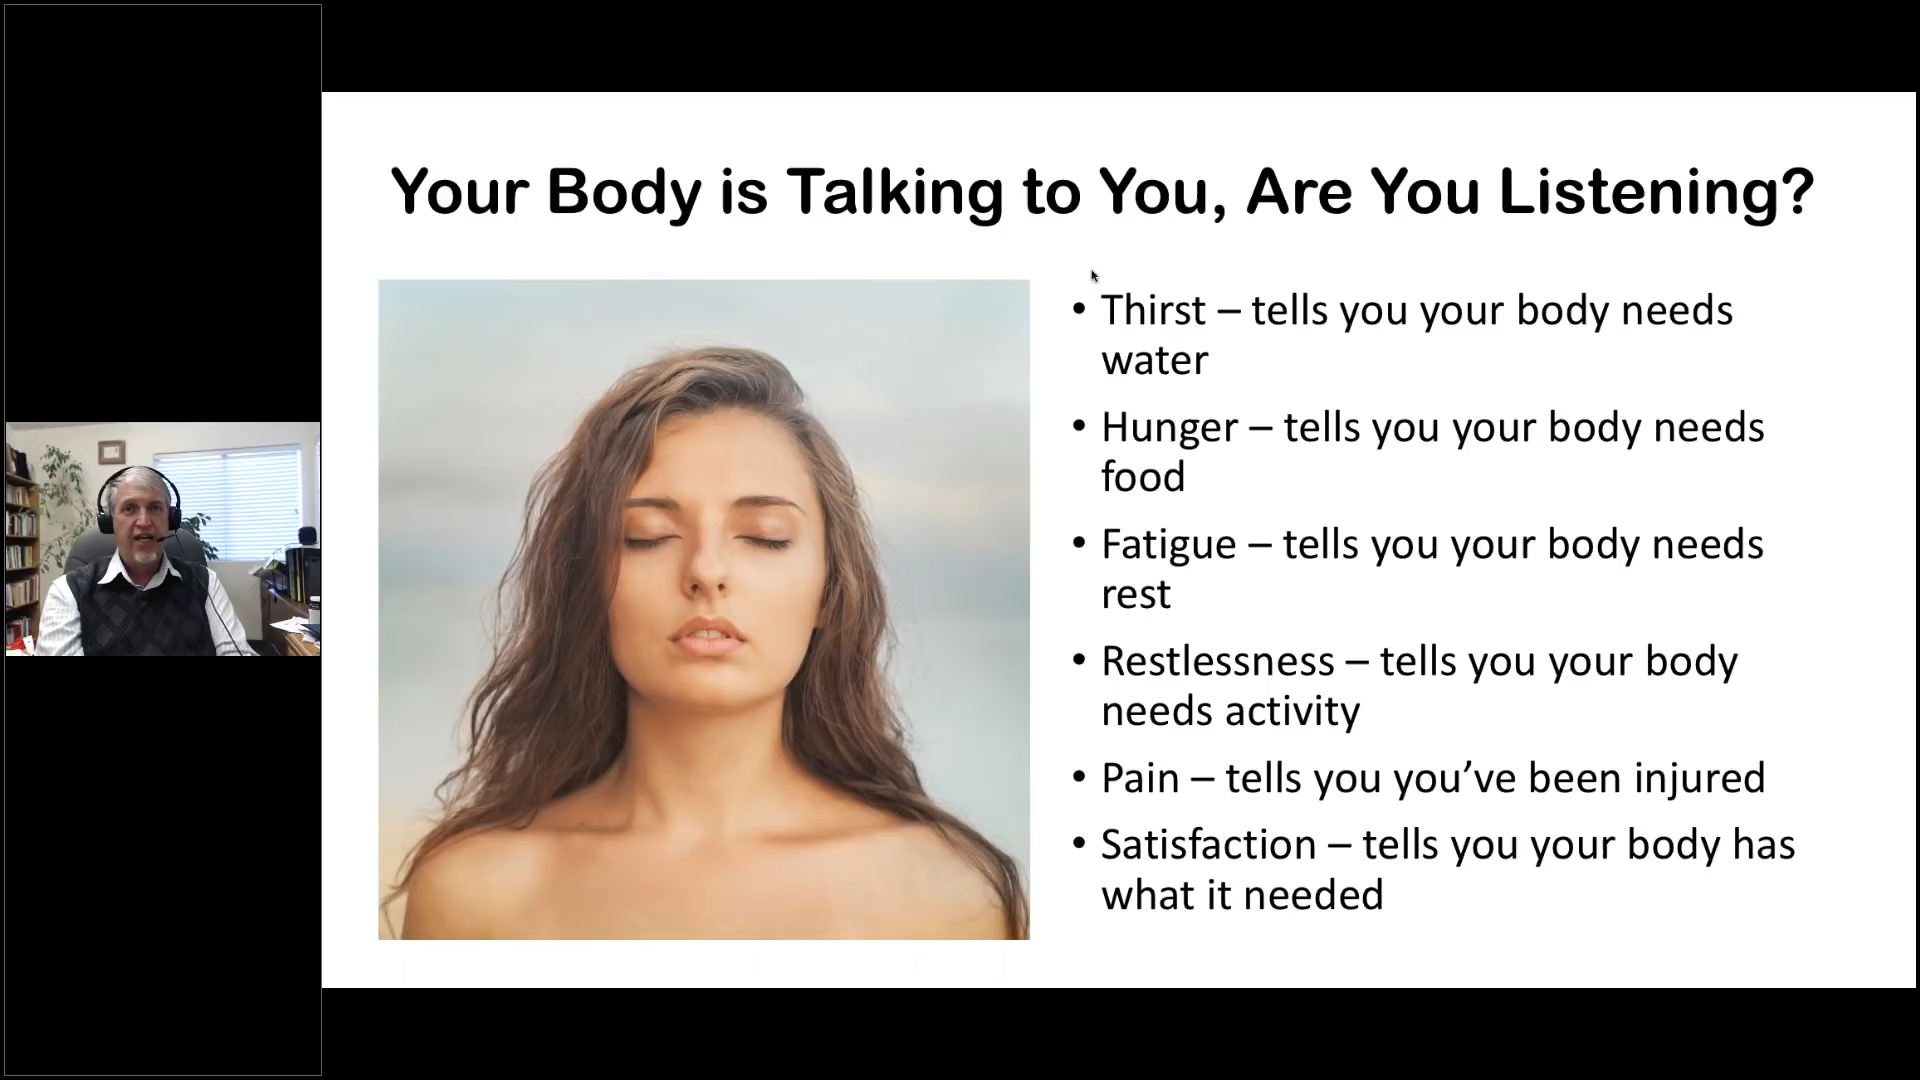 Your Body is Talking to You, Are You Listening?
• Thirst – tells you your body needs
water
• Hunger – tells you your body needs
food
• Fatigue – tells you your body needs
rest
• Restlessness – tells you your body
needs activity
• Pain – tells you you’ve been injured
• Satisfaction – tells you your body has
what it needed